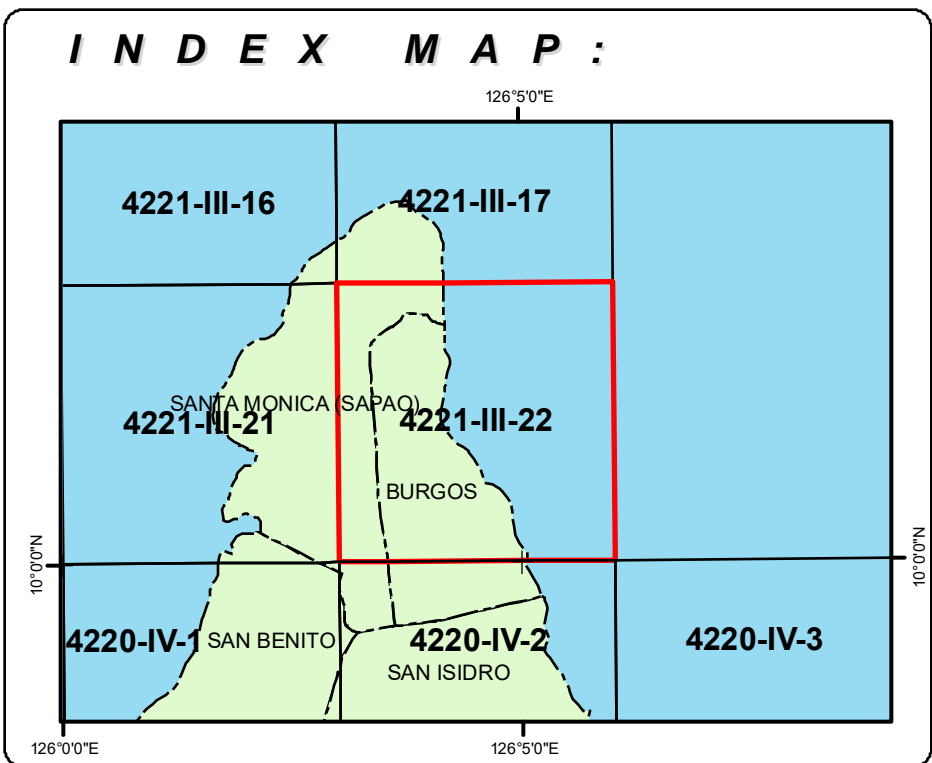 INDEX MAP:
126°5'0"E
4221-III-16
4221-III-17
SANTA MONICA (SAPAO)
4221-III-21
4221-III-22
BURGOS
10°0'0"N
10°0'0"N
4220-IV-1
SAN BENITO
4220-IV-2
4220-IV-3
SAN ISIDRO
126°0'0"E
126°5'0"E